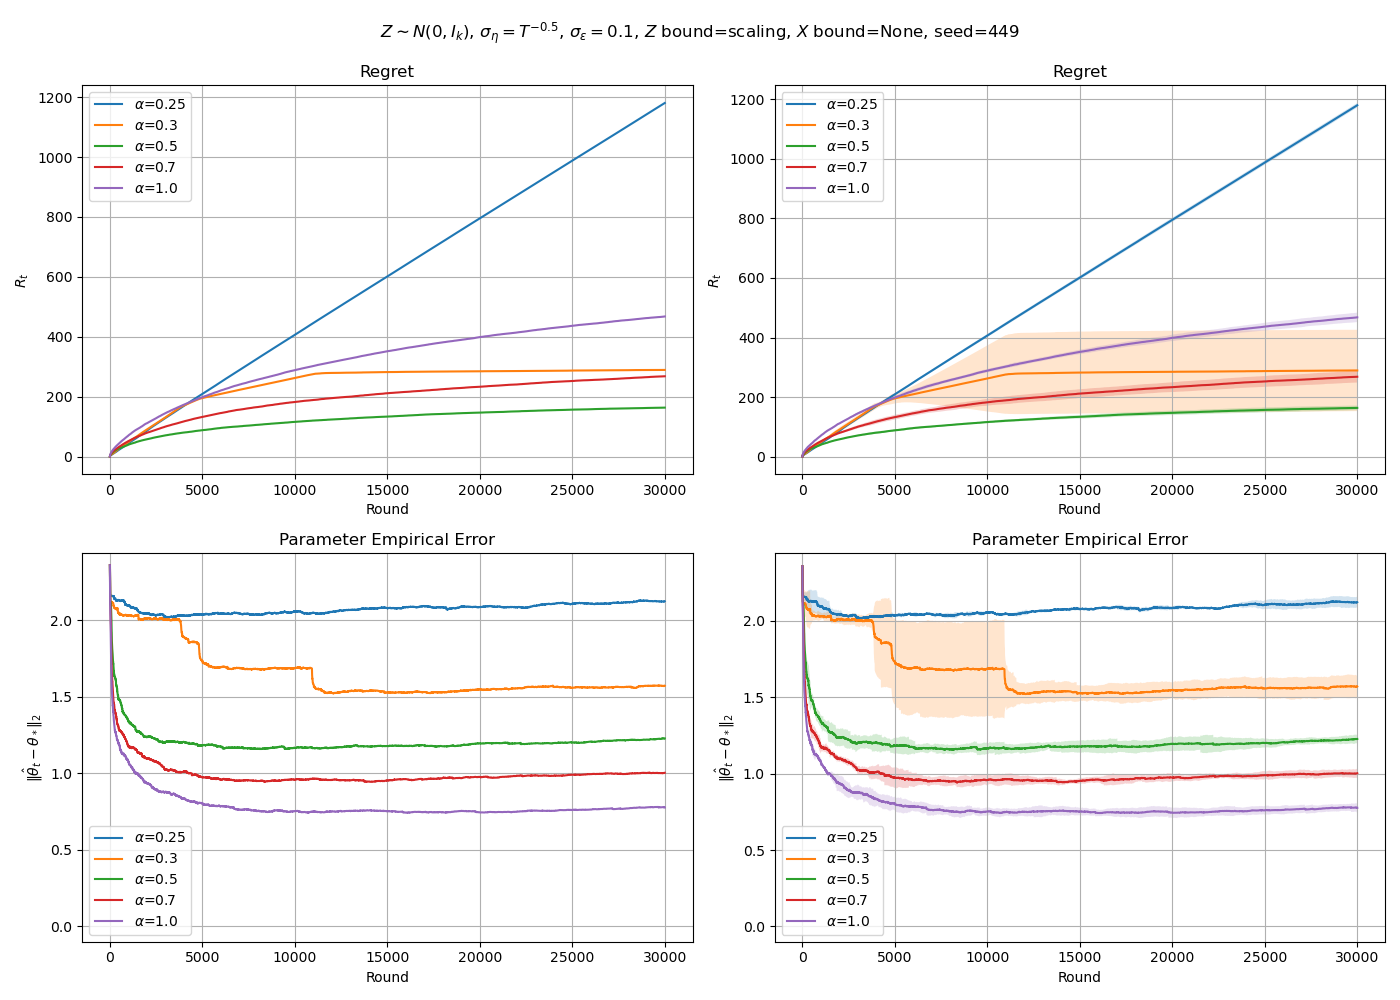 Z ∼ N(0, I_k), σ_η = T^{−0.5}, σ_ε = 0.1, Z bound=scaling, X bound=None, seed=449
Regret
R_t
1200
1000
800
600
400
200
0
α=0.25
α=0.3
α=0.5
α=0.7
α=1.0
0 5000 10000 15000 20000 25000 30000
Round
Regret
R_t
1200
1000
800
600
400
200
0
α=0.25
α=0.3
α=0.5
α=0.7
α=1.0
0 5000 10000 15000 20000 25000 30000
Round
Parameter Empirical Error
‖θ̂_t − θ_*‖_2
2.0
1.5
1.0
0.5
0.0
α=0.25
α=0.3
α=0.5
α=0.7
α=1.0
0 5000 10000 15000 20000 25000 30000
Round
Parameter Empirical Error
‖θ̂_t − θ_*‖_2
2.0
1.5
1.0
0.5
0.0
α=0.25
α=0.3
α=0.5
α=0.7
α=1.0
0 5000 10000 15000 20000 25000 30000
Round